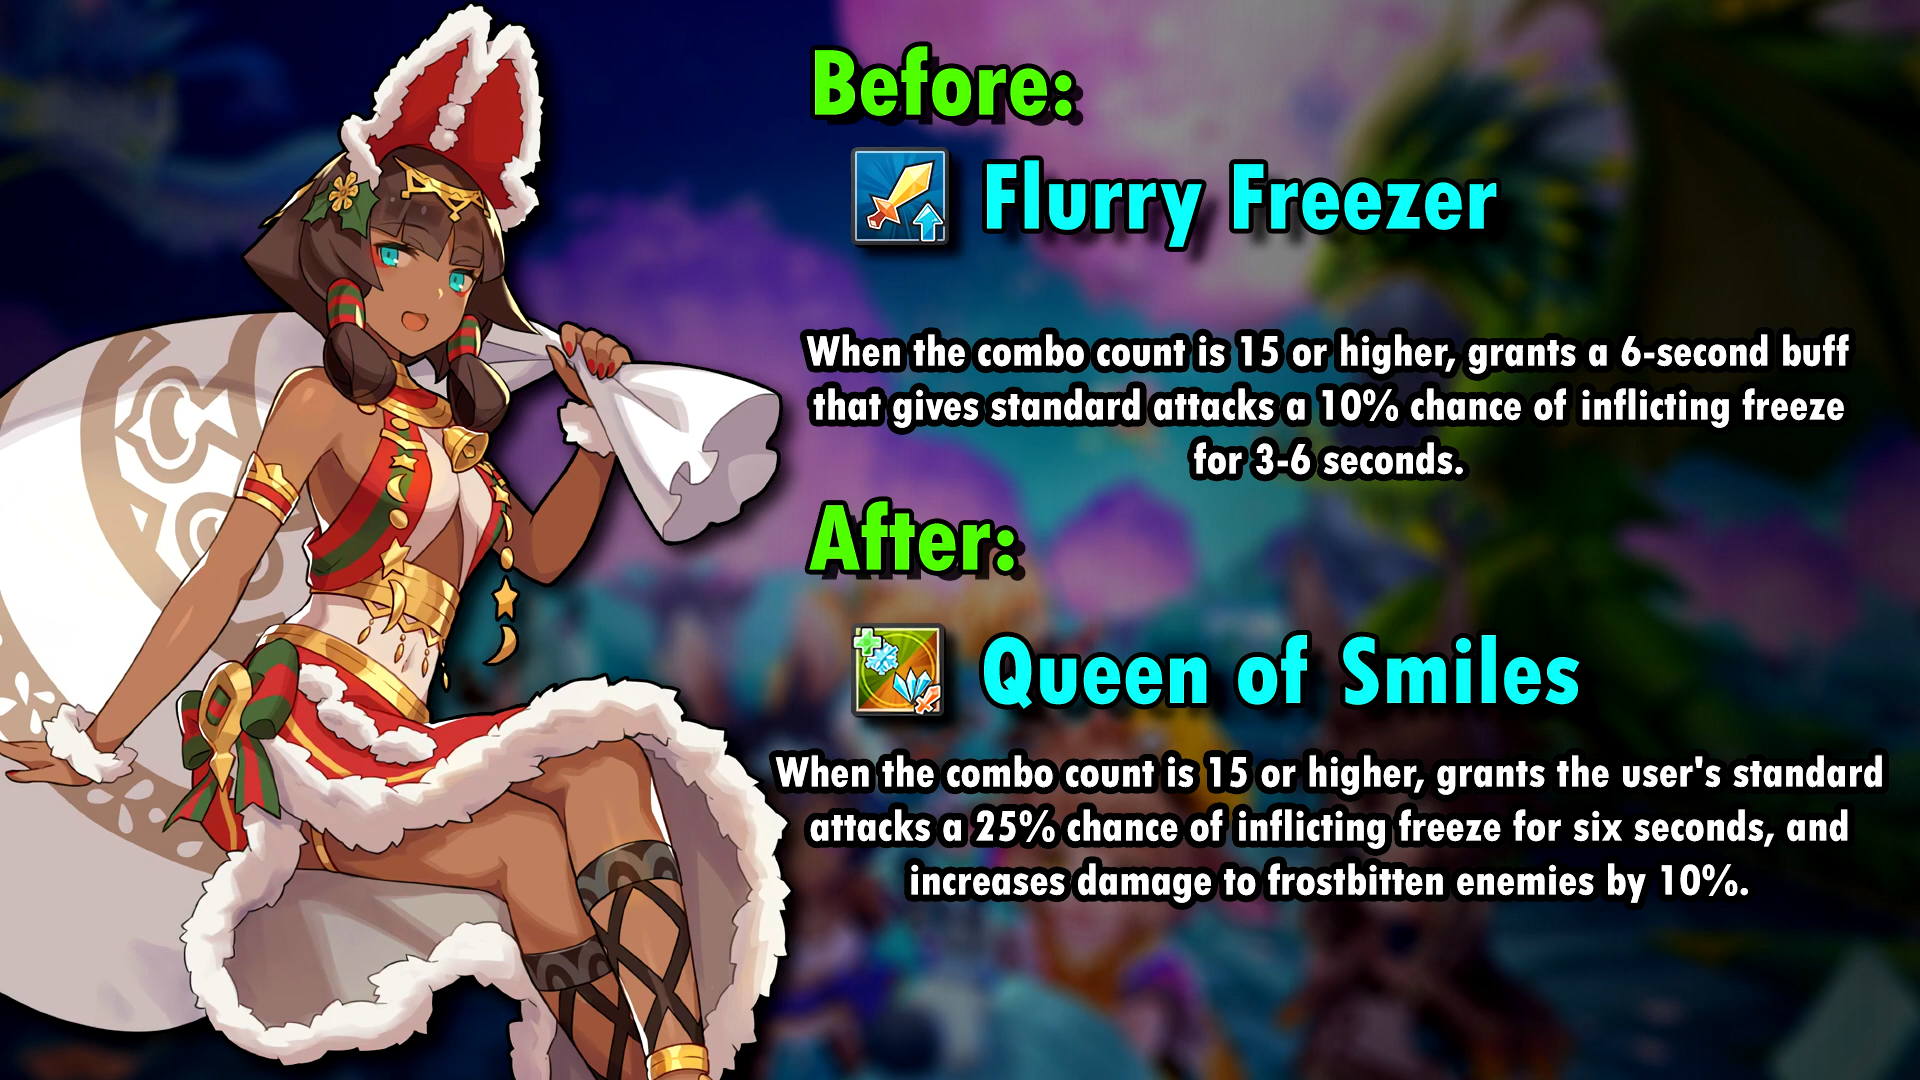 Before:
Flurry Freezer
When the combo count is 15 or higher, grants a 6-second buff
that gives standard attacks a 10% chance of inflicting freeze
for 3-6 seconds.
After:
Queen of Smiles
When the combo count is 15 or higher, grants the user's standard
attacks a 25% chance of inflicting freeze for six seconds, and
increases damage to frostbitten enemies by 10%.